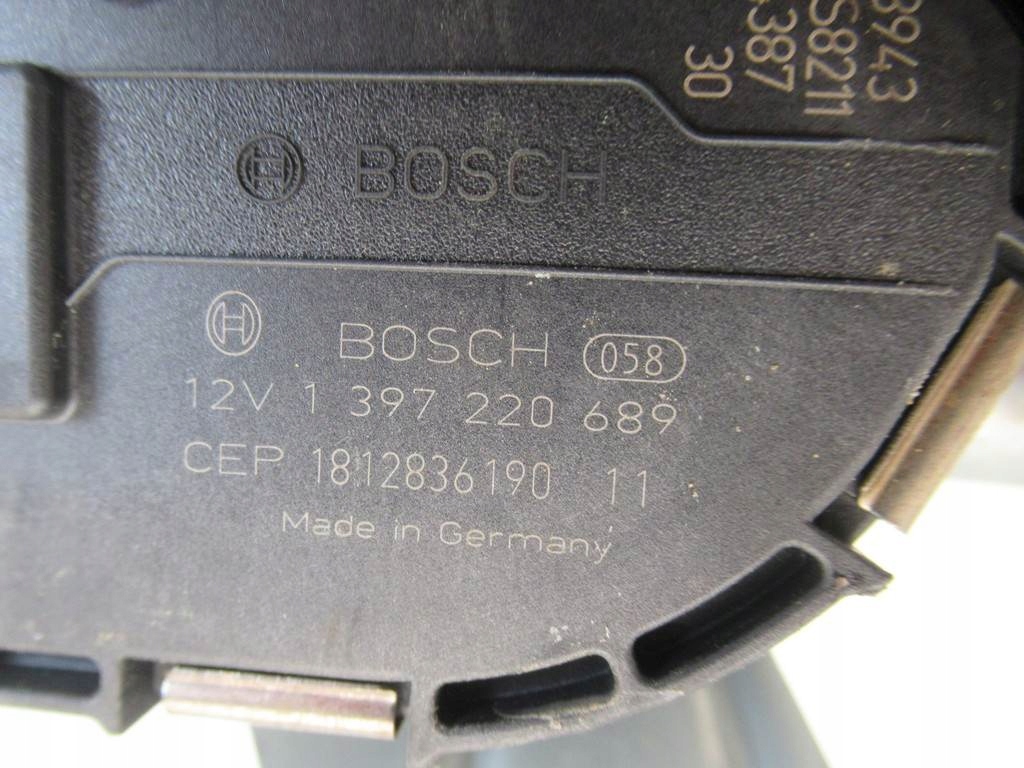 3943
S8211
387
30
BOSCH
BOSCH 058
12V 1 397 220 689
CEP 1812836190 11
Made in Germany